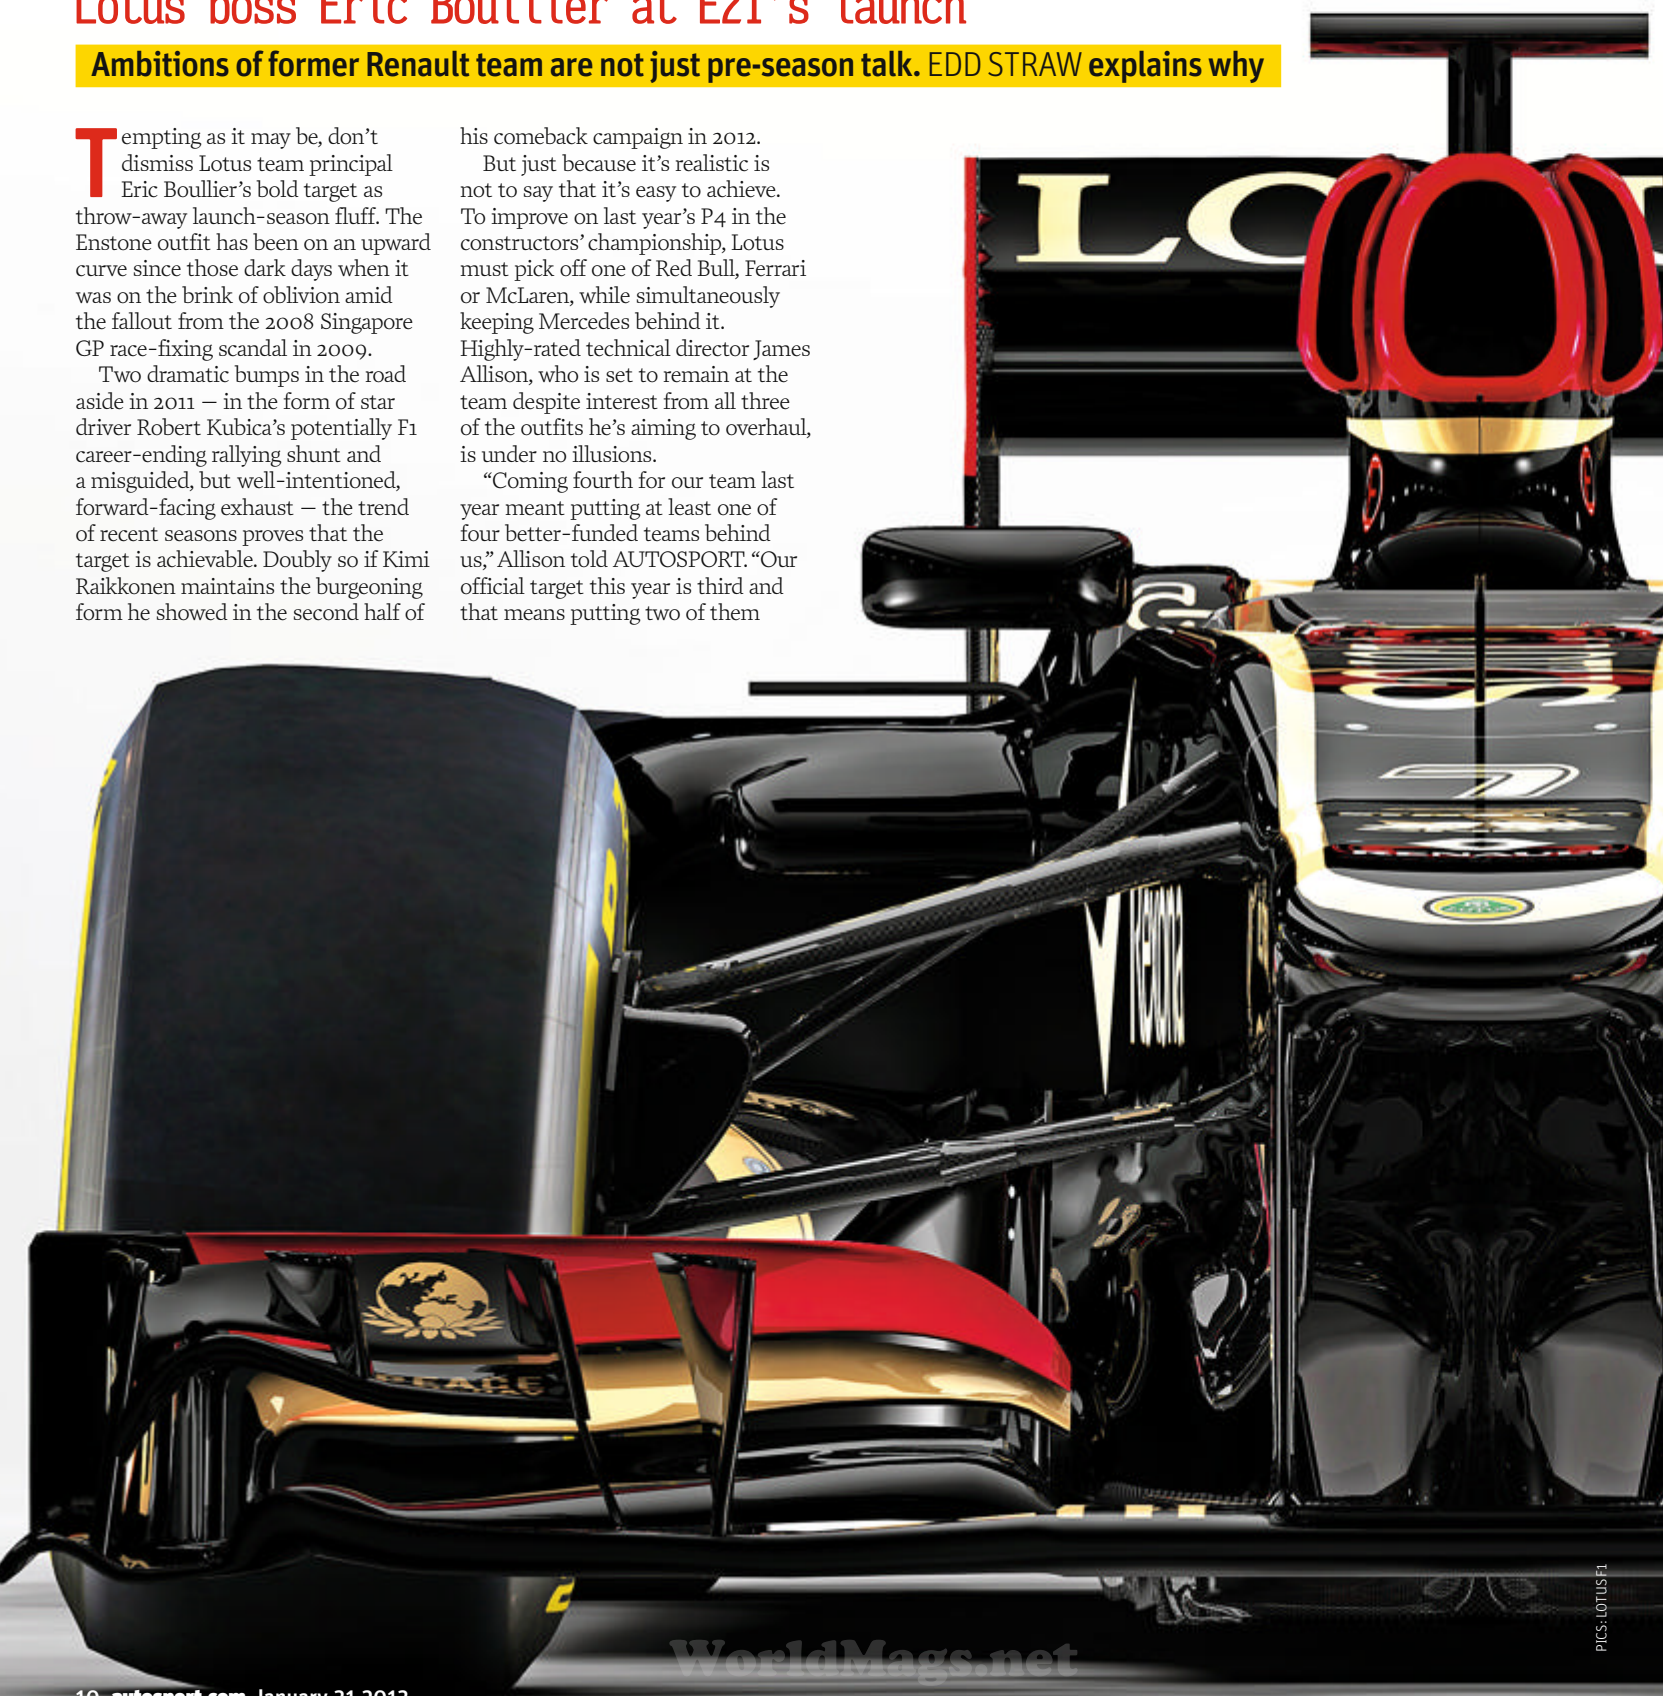 Lotus boss Eric Boullier at E21's launch
Ambitions of former Renault team are not just pre-season talk. EDD STRAW explains why
Tempting as it may be, don't
dismiss Lotus team principal
Eric Boullier's bold target as
throw-away launch-season fluff. The
Enstone outfit has been on an upward
curve since those dark days when it
was on the brink of oblivion amid
the fallout from the 2008 Singapore
GP race-fixing scandal in 2009.
Two dramatic bumps in the road
aside in 2011 – in the form of star
driver Robert Kubica's potentially F1
career-ending rallying shunt and
a misguided, but well-intentioned,
forward-facing exhaust – the trend
of recent seasons proves that the
target is achievable. Doubly so if Kimi
Raikkonen maintains the burgeoning
form he showed in the second half of
his comeback campaign in 2012.
But just because it's realistic is
not to say that it's easy to achieve.
To improve on last year's P4 in the
constructors' championship, Lotus
must pick off one of Red Bull, Ferrari
or McLaren, while simultaneously
keeping Mercedes behind it.
Highly-rated technical director James
Allison, who is set to remain at the
team despite interest from all three
of the outfits he's aiming to overhaul,
is under no illusions.
“Coming fourth for our team last
year meant putting at least one of
four better-funded teams behind
us,” Allison told AUTOSPORT. “Our
official target this year is third and
that means putting two of them
LO
7
RENAULT
Rexona
PICS: LOTUS F1
WorldMags.net
10 autosport.com January 31 2013